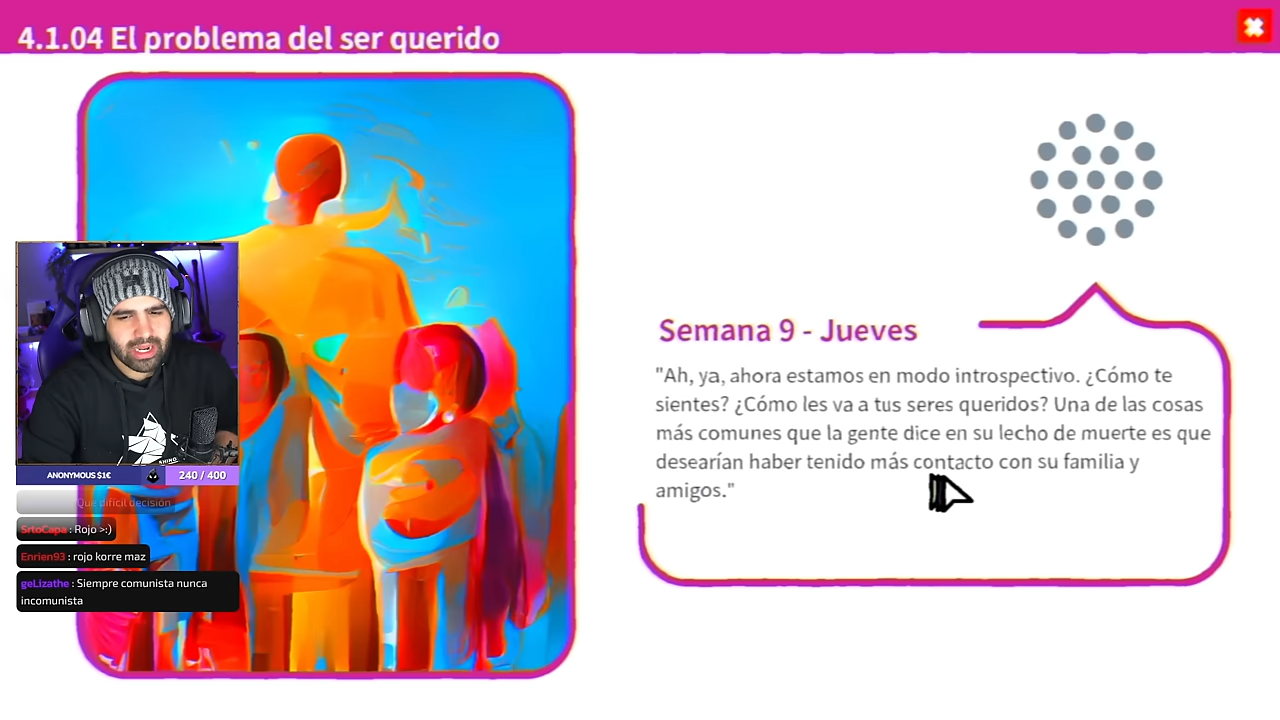 4.1.04 El problema del ser querido
Semana 9 - Jueves
"Ah, ya, ahora estamos en modo introspectivo. ¿Cómo te
sientes? ¿Cómo les va a tus seres queridos? Una de las cosas
más comunes que la gente dice en su lecho de muerte es que
desearían haber tenido más contacto con su familia y
amigos."
ANONYMOUS $1€
240 / 400
Que difícil decisión
SrtoCapa : Rojo >:)
Enrien93 : rojo korre maz
geLizathe : Siempre comunista nunca
incomunista